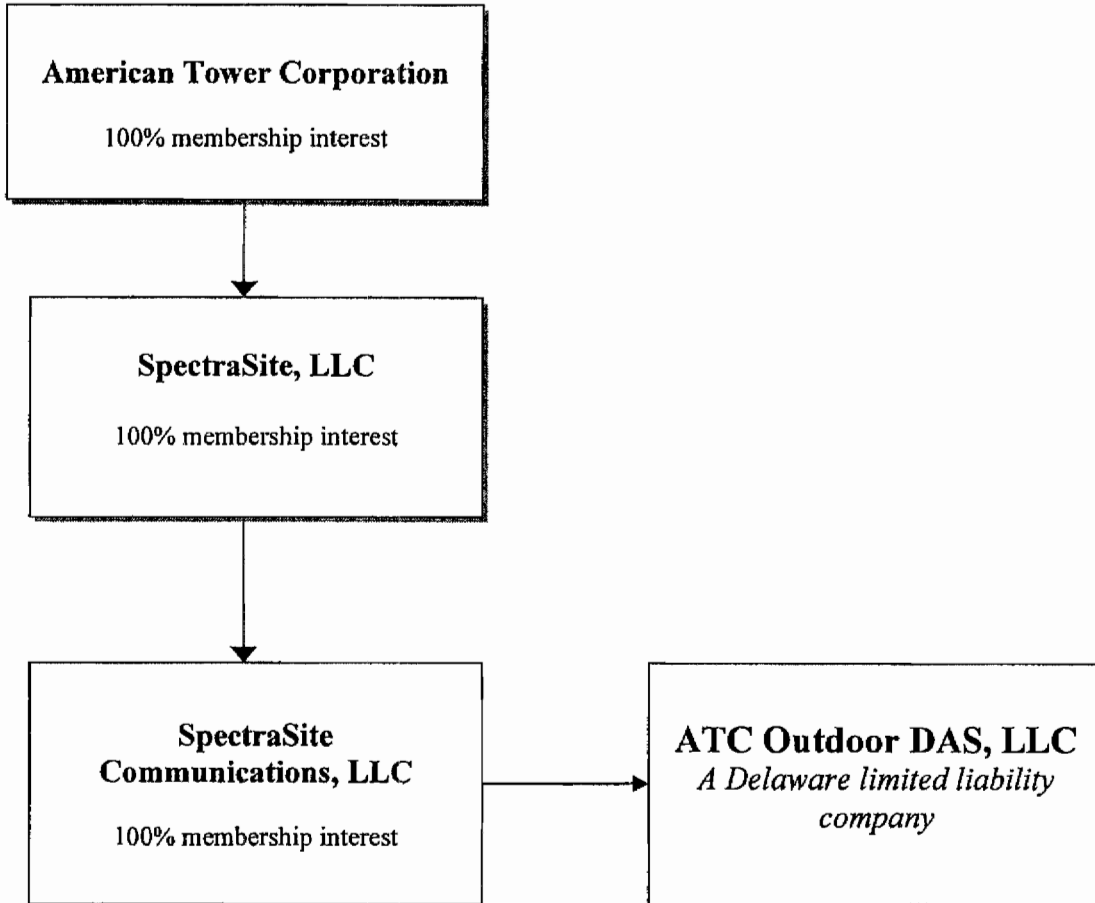 American Tower Corporation
100% membership interest
SpectraSite, LLC
100% membership interest
SpectraSite
Communications, LLC
100% membership interest
ATC Outdoor DAS, LLC
A Delaware limited liability
company